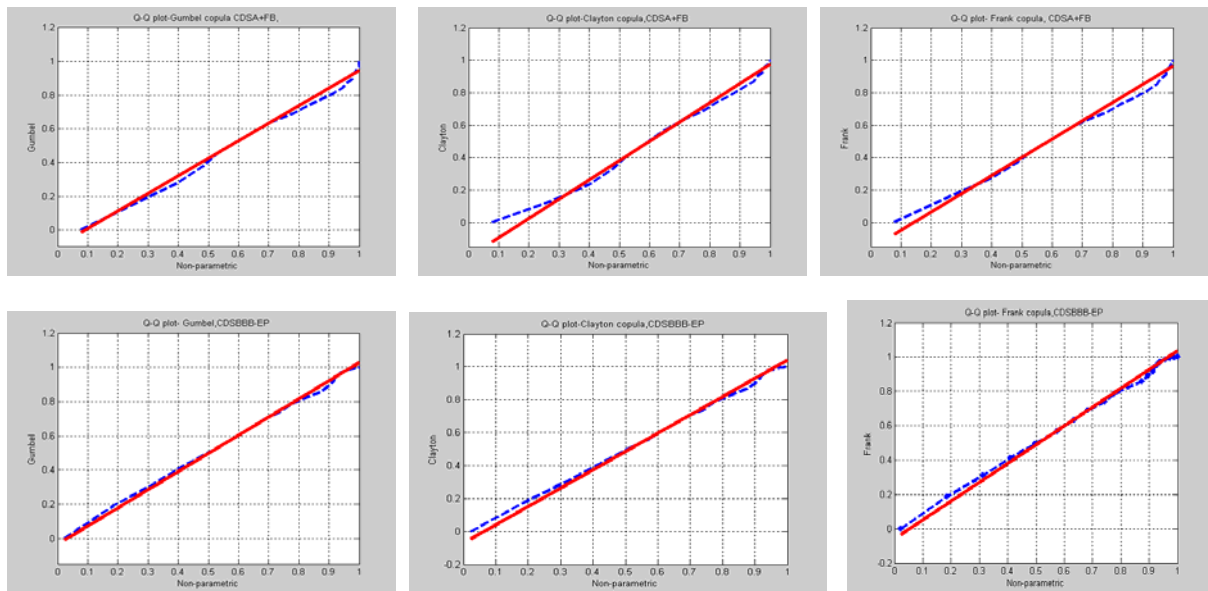 Q-Q plot-Gumbel copula CDSA+FB,
1.2
1
0.8
0.6
0.4
0.2
0
Gumbel
0 0.1 0.2 0.3 0.4 0.5 0.6 0.7 0.8 0.9 1
Non-parametric
Q-Q plot-Clayton copula,CDSA+FB
1.2
1
0.8
0.6
0.4
0.2
0
Clayton
0 0.1 0.2 0.3 0.4 0.5 0.6 0.7 0.8 0.9 1
Non-parametric
Q-Q plot- Frank copula, CDSA+FB
1.2
1
0.8
0.6
0.4
0.2
0
Frank
0 0.1 0.2 0.3 0.4 0.5 0.6 0.7 0.8 0.9 1
Non-parametric
Q-Q plot- Gumbel,CDSBBB-EP
1.2
1
0.8
0.6
0.4
0.2
0
Gumbel
0 0.1 0.2 0.3 0.4 0.5 0.6 0.7 0.8 0.9 1
Non-parametric
Q-Q plot-Clayton copula,CDSBBB-EP
1.2
1
0.8
0.6
0.4
0.2
0
-0.2
Clayton
0 0.1 0.2 0.3 0.4 0.5 0.6 0.7 0.8 0.9 1
Non-parametric
Q-Q plot- Frank copula,CDSBBB-EP
1.2
1
0.8
0.6
0.4
0.2
0
-0.2
Frank
0 0.1 0.2 0.3 0.4 0.5 0.6 0.7 0.8 0.9 1
Non-parametric